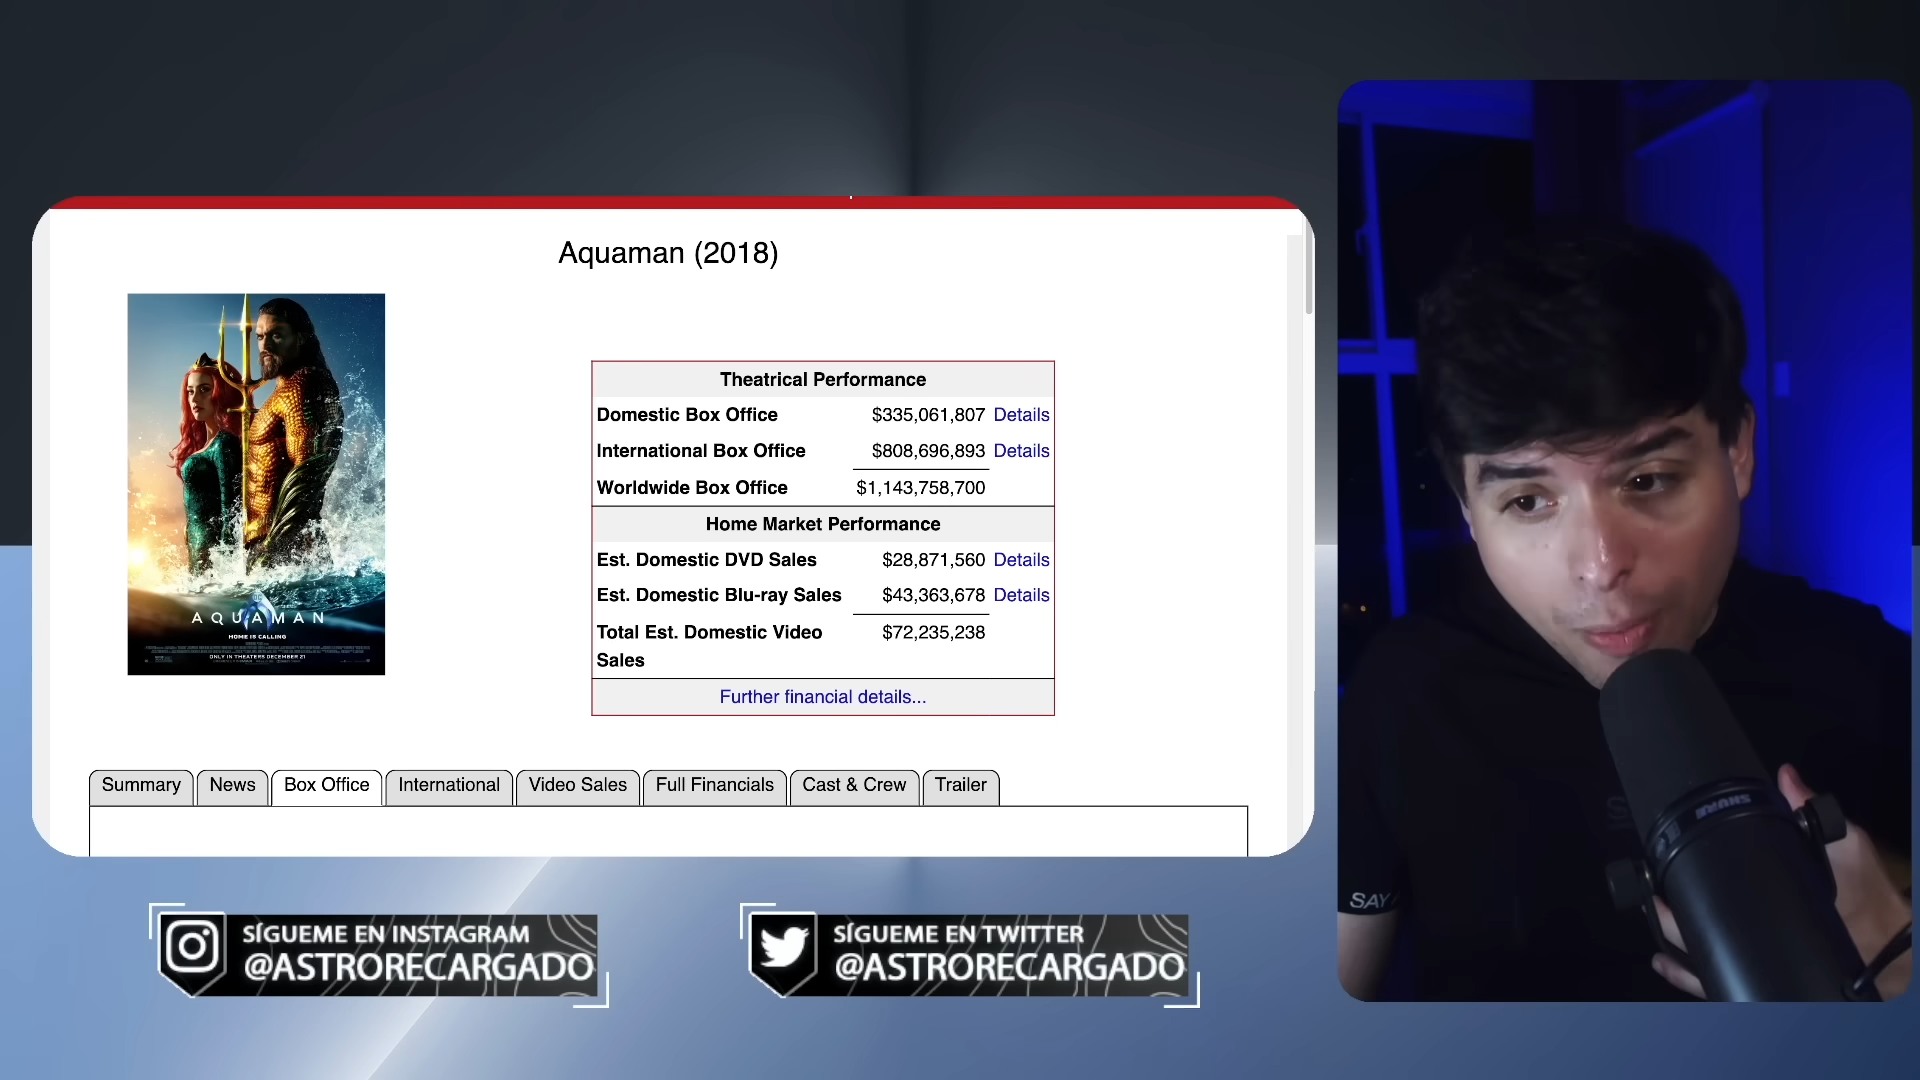 Aquaman (2018)
AQUAMAN
HOME IS CALLING
ONLY IN THEATERS DECEMBER 21
Theatrical Performance
Domestic Box Office $335,061,807 Details
International Box Office $808,696,893 Details
Worldwide Box Office $1,143,758,700
Home Market Performance
Est. Domestic DVD Sales $28,871,560 Details
Est. Domestic Blu-ray Sales $43,363,678 Details
Total Est. Domestic Video $72,235,238
Sales
Further financial details...
Summary News Box Office International Video Sales Full Financials Cast & Crew Trailer
SÍGUEME EN INSTAGRAM
@ASTRORECARGADO
SÍGUEME EN TWITTER
@ASTRORECARGADO
SHURE
SAY